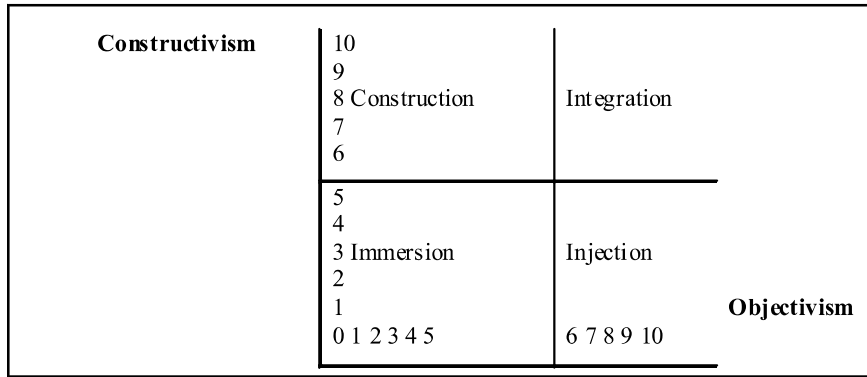 Constructivism 10
9
8 Construction Integration
7
6
5
4
3 Immersion Injection
2
1 Objectivism
0 1 2 3 4 5 6 7 8 9 10